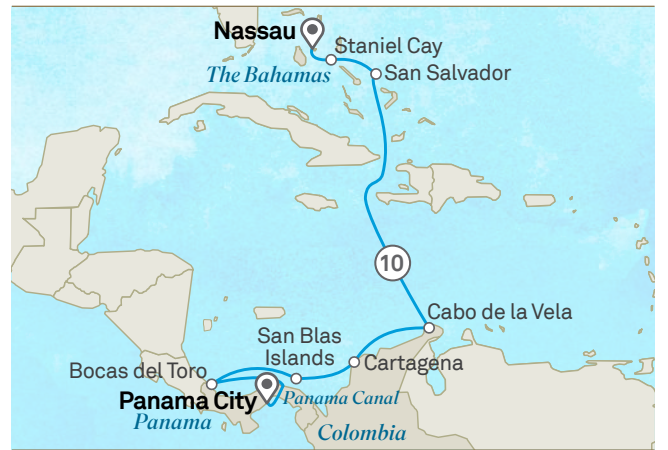 Nassau
Staniel Cay
The Bahamas
San Salvador
10
Cabo de la Vela
San Blas
Islands
Cartagena
Bocas del Toro
Panama City
Panama Canal
Panama
Colombia